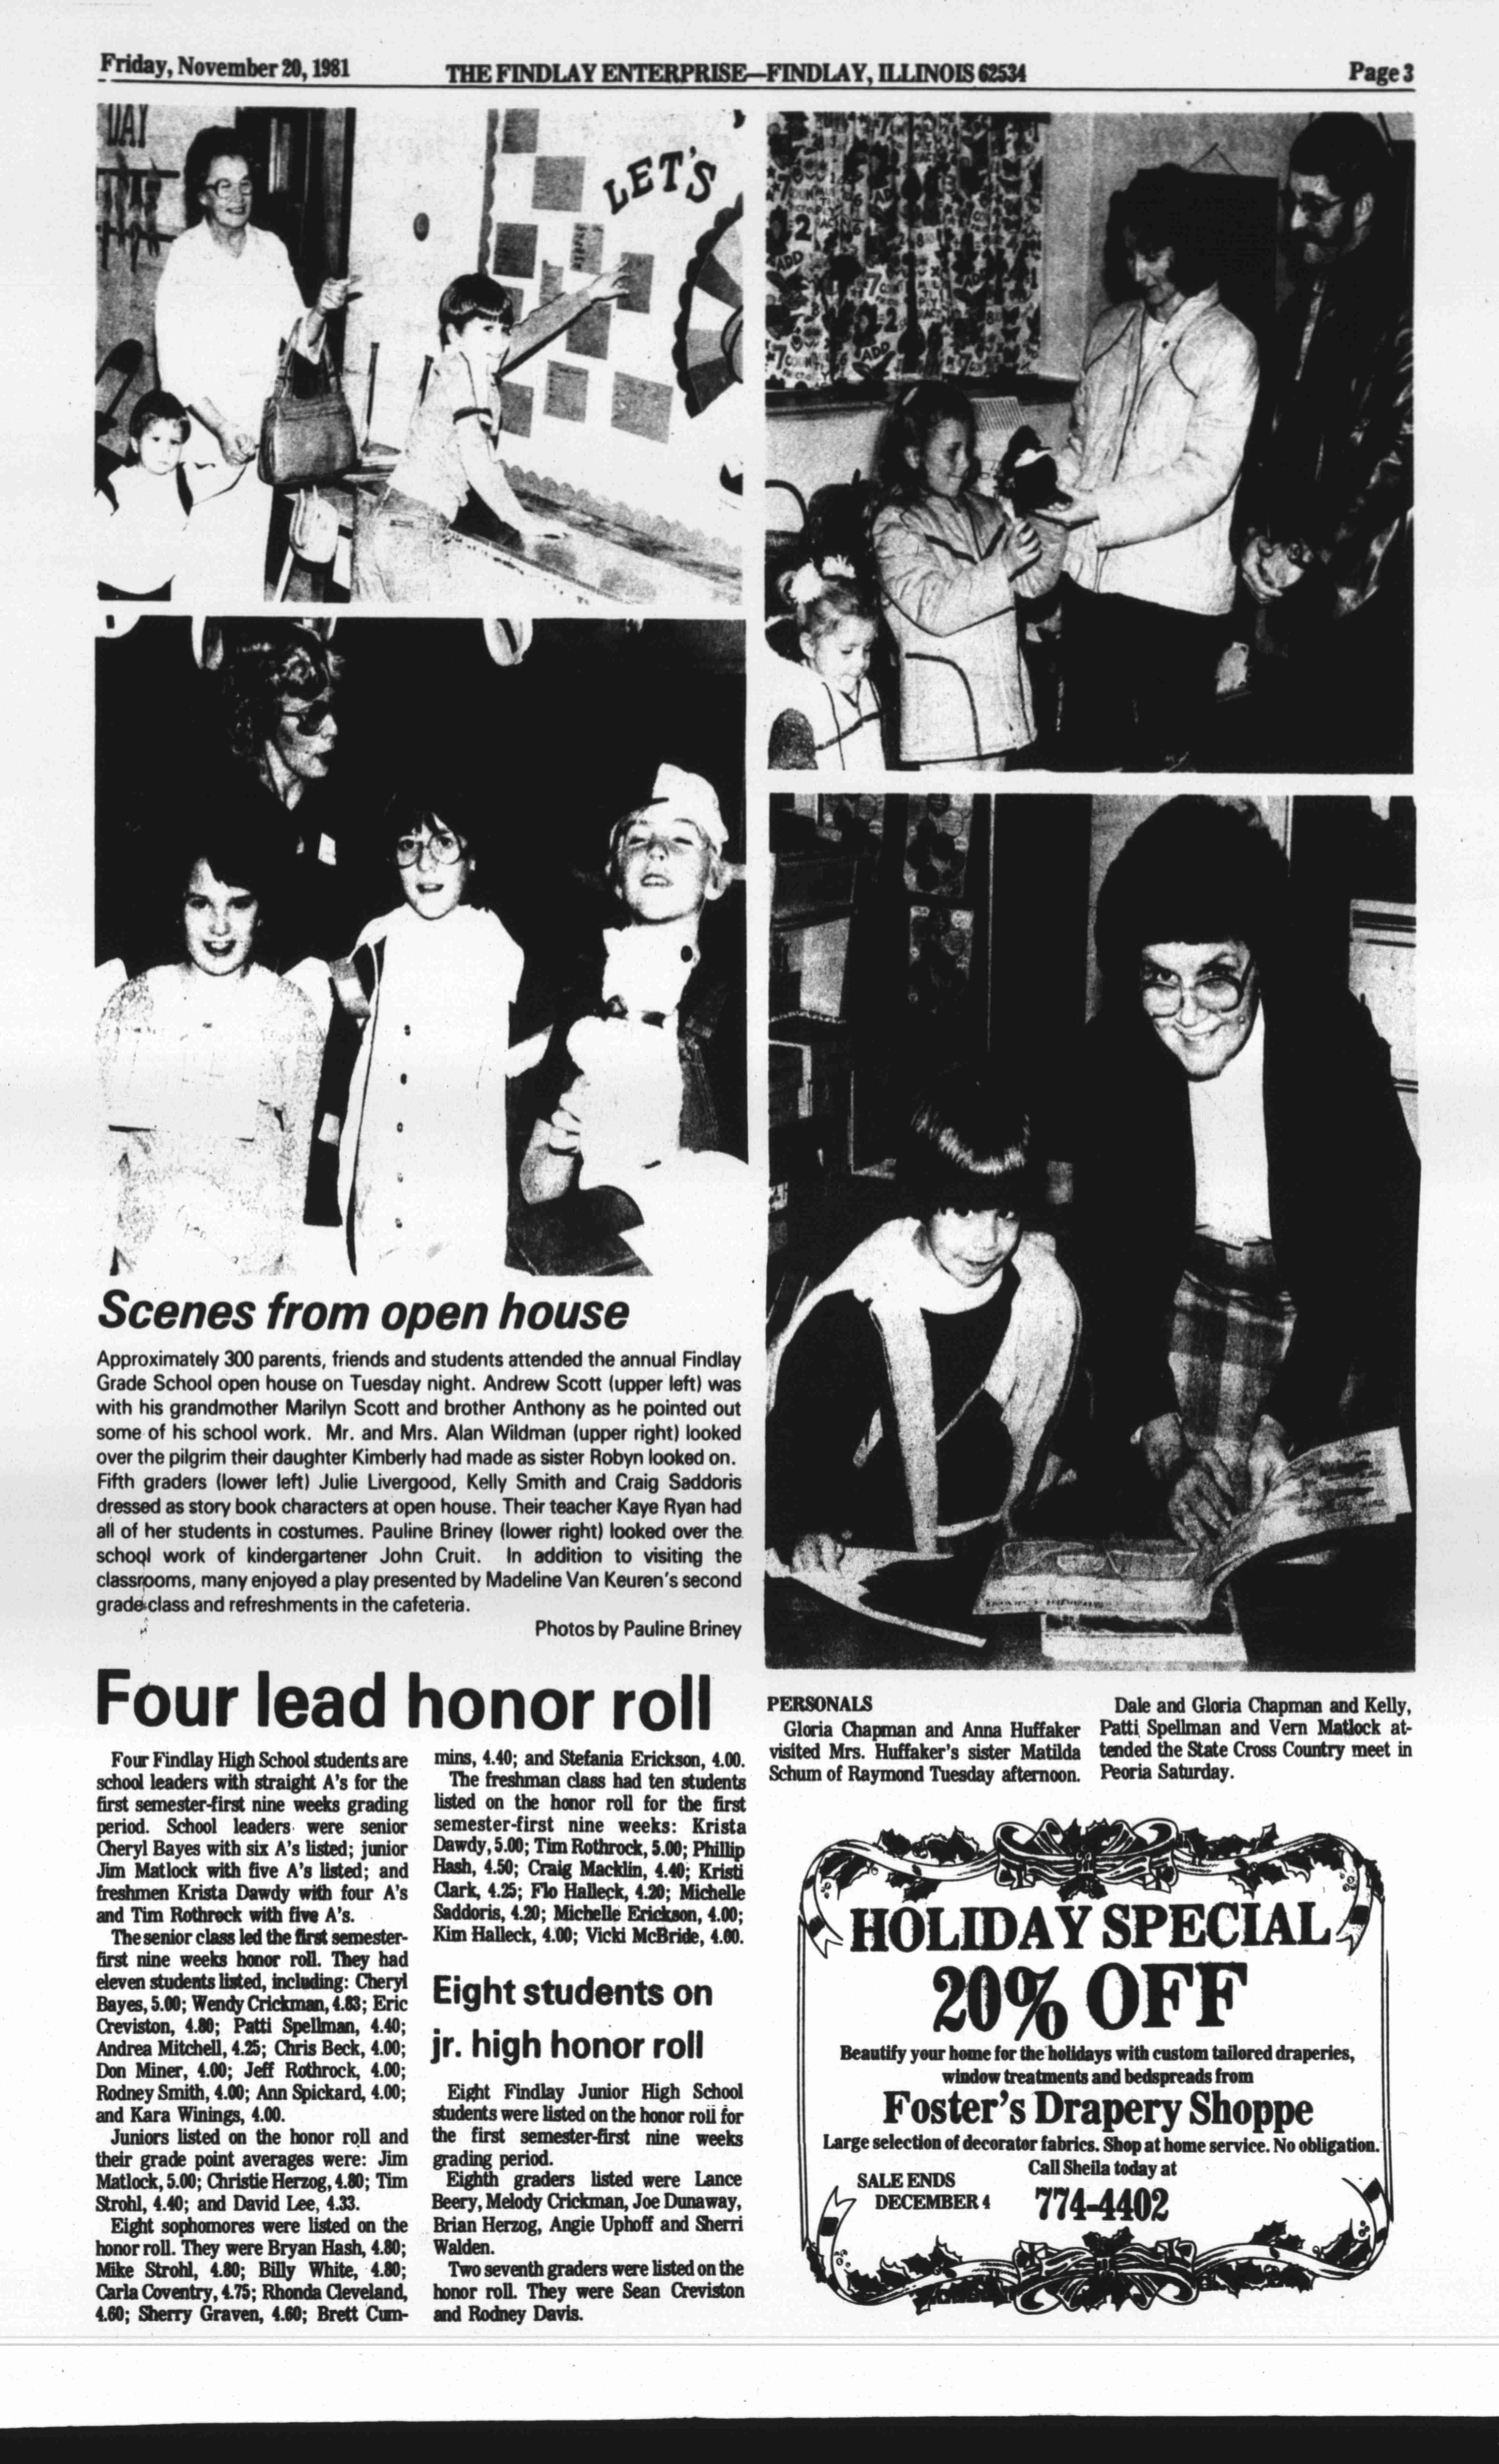 Friday, November 20, 1981
THE FINDLAY ENTERPRISE—FINDLAY, ILLINOIS 62534
Page 3
DAY
LET'S
Scenes from open house
Approximately 300 parents, friends and students attended the annual Findlay
Grade School open house on Tuesday night. Andrew Scott (upper left) was
with his grandmother Marilyn Scott and brother Anthony as he pointed out
some of his school work. Mr. and Mrs. Alan Wildman (upper right) looked
over the pilgrim their daughter Kimberly had made as sister Robyn looked on.
Fifth graders (lower left) Julie Livergood, Kelly Smith and Craig Saddoris
dressed as story book characters at open house. Their teacher Kaye Ryan had
all of her students in costumes. Pauline Briney (lower right) looked over the
school work of kindergartener John Cruit. In addition to visiting the
classrooms, many enjoyed a play presented by Madeline Van Keuren's second
grade class and refreshments in the cafeteria.
Photos by Pauline Briney
Four lead honor roll
Four Findlay High School students are
school leaders with straight A's for the
first semester-first nine weeks grading
period. School leaders were senior
Cheryl Bayes with six A's listed; junior
Jim Matlock with five A's listed; and
freshmen Krista Dawdy with four A's
and Tim Rothrock with five A's.
The senior class led the first semester-
first nine weeks honor roll. They had
eleven students listed, including: Cheryl
Bayes, 5.00; Wendy Crickman, 4.83; Eric
Creviston, 4.80; Patti Spellman, 4.40;
Andrea Mitchell, 4.25; Chris Beck, 4.00;
Don Miner, 4.00; Jeff Rothrock, 4.00;
Rodney Smith, 4.00; Ann Spickard, 4.00;
and Kara Winings, 4.00.
Juniors listed on the honor roll and
their grade point averages were: Jim
Matlock, 5.00; Christie Herzog, 4.80; Tim
Strohl, 4.40; and David Lee, 4.33.
Eight sophomores were listed on the
honor roll. They were Bryan Hash, 4.80;
Mike Strohl, 4.80; Billy White, 4.80;
Carla Coventry, 4.75; Rhonda Cleveland,
4.60; Sherry Graven, 4.60; Brett Cum-
mins, 4.40; and Stefania Erickson, 4.00.
The freshman class had ten students
listed on the honor roll for the first
semester-first nine weeks: Krista
Dawdy, 5.00; Tim Rothrock, 5.00; Phillip
Hash, 4.50; Craig Macklin, 4.40; Kristi
Clark, 4.25; Flo Halleck, 4.20; Michelle
Saddoris, 4.20; Michelle Erickson, 4.00;
Kim Halleck, 4.00; Vicki McBride, 4.00.
Eight students on
jr. high honor roll
Eight Findlay Junior High School
students were listed on the honor roll for
the first semester-first nine weeks
grading period.
Eighth graders listed were Lance
Beery, Melody Crickman, Joe Dunaway,
Brian Herzog, Angie Uphoff and Sherri
Walden.
Two seventh graders were listed on the
honor roll. They were Sean Creviston
and Rodney Davis.
PERSONALS
Gloria Chapman and Anna Huffaker
visited Mrs. Huffaker's sister Matilda
Schum of Raymond Tuesday afternoon.
Dale and Gloria Chapman and Kelly,
Patti Spellman and Vern Matlock at-
tended the State Cross Country meet in
Peoria Saturday.
HOLIDAY SPECIAL
20% OFF
Beautify your home for the holidays with custom tailored draperies,
window treatments and bedspreads from
Foster's Drapery Shoppe
Large selection of decorator fabrics. Shop at home service. No obligation.
Call Sheila today at
SALE ENDS
DECEMBER 4
774-4402